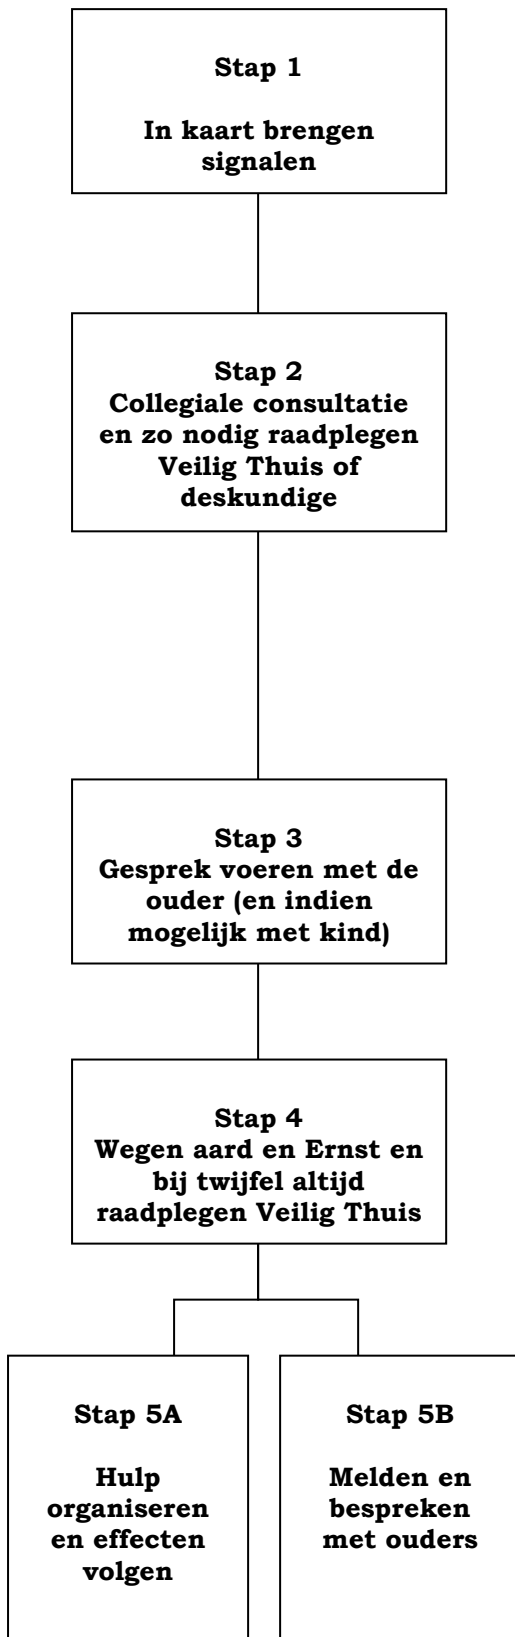 Stap 1
In kaart brengen
signalen
Stap 2
Collegiale consultatie
en zo nodig raadplegen
Veilig Thuis of
deskundige
Stap 3
Gesprek voeren met de
ouder (en indien
mogelijk met kind)
Stap 4
Wegen aard en Ernst en
bij twijfel altijd
raadplegen Veilig Thuis
Stap 5A
Hulp
organiseren
en effecten
volgen
Stap 5B
Melden en
bespreken
met ouders